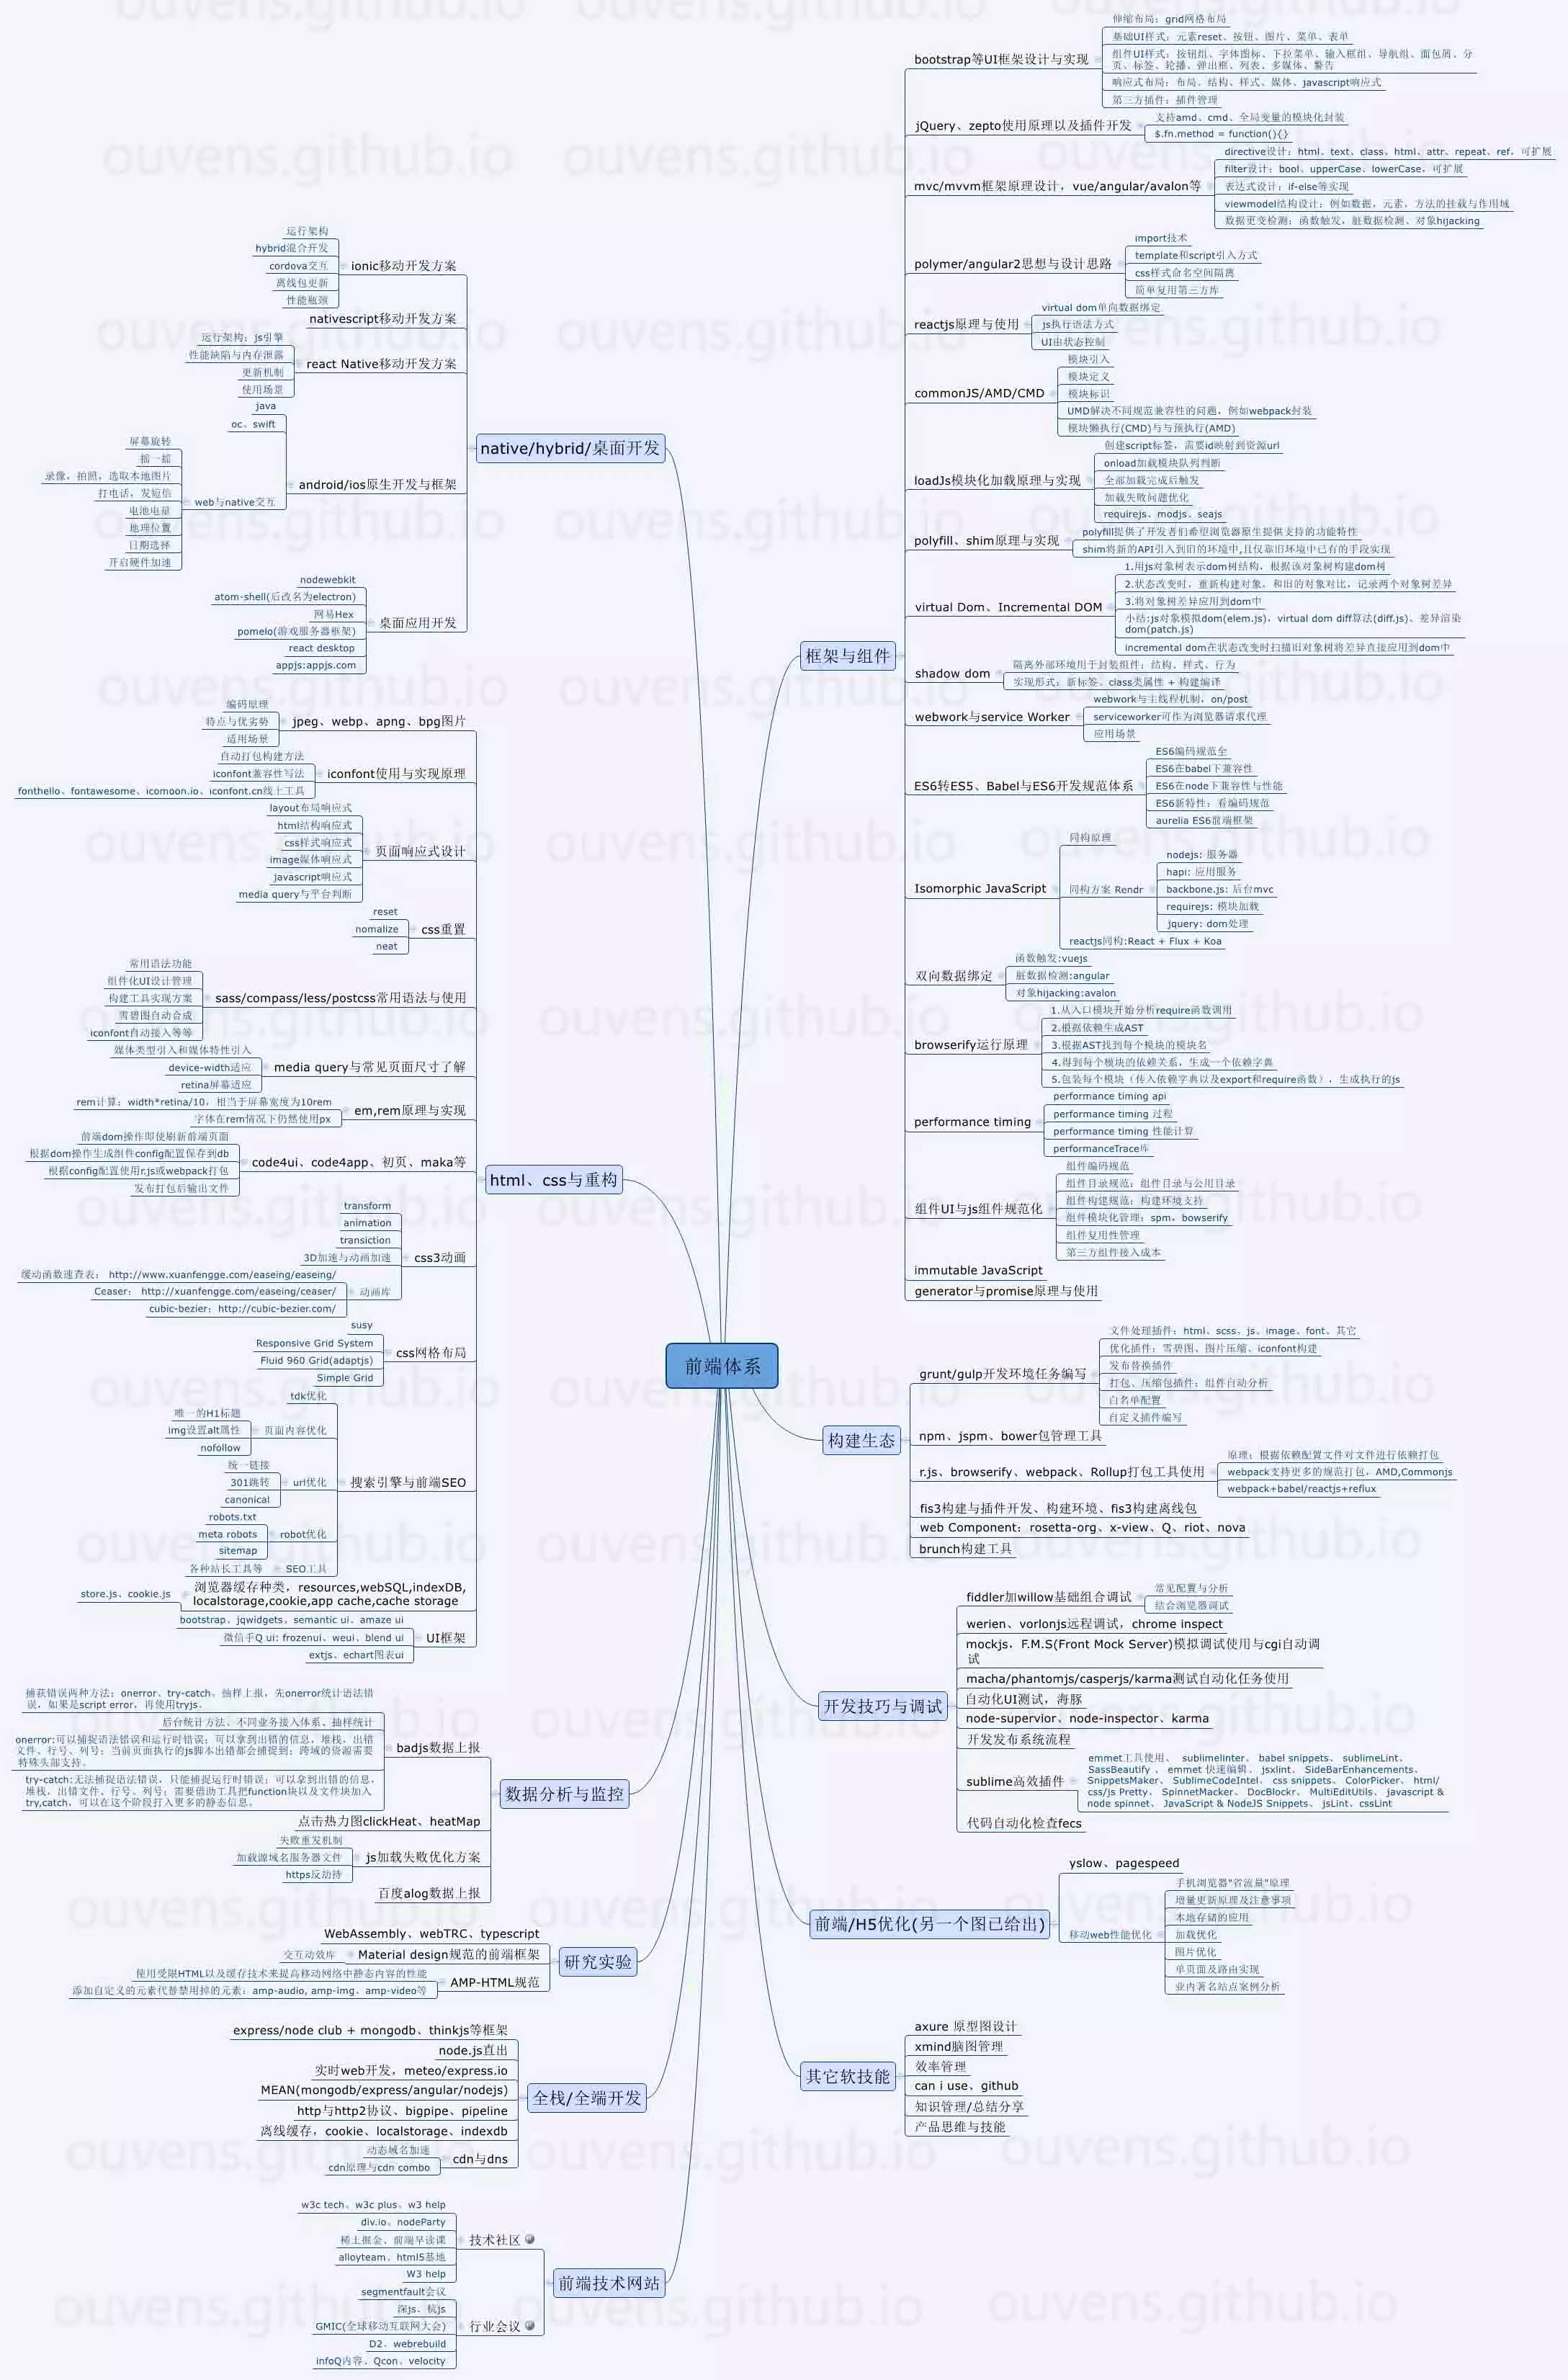 前端体系
框架与组件
bootstrap等UI框架设计与实现
伸缩布局：grid网格布局
基础UI样式：元素reset、按钮、图片、菜单、表单
组件UI样式：按钮组、字体图标、下拉菜单、输入框组、导航组、面包屑、分
页、标签、轮播、弹出框、列表、多媒体、警告
响应式布局：布局、结构、样式、媒体、javascript响应式
第三方插件：插件管理
jQuery、zepto使用原理以及插件开发
支持amd、cmd、全局变量的模块化封装
$.fn.method = function(){}
mvc/mvvm框架原理设计，vue/angular/avalon等
directive设计：html、text、class、html、attr、repeat、ref，可扩展
filter设计：bool、upperCase、lowerCase，可扩展
表达式设计：if-else等实现
viewmodel结构设计：例如数据，元素，方法的挂载与作用域
数据更变检测：函数触发，脏数据检测、对象hijacking
polymer/angular2思想与设计思路
import技术
template和script引入方式
css样式命名空间隔离
简单复用第三方库
reactjs原理与使用
virtual dom单向数据绑定
js执行语法方式
UI由状态控制
commonJS/AMD/CMD
模块引入
模块定义
模块标识
UMD解决不同规范兼容性的问题，例如webpack封装
模块懒执行(CMD)与与预执行(AMD)
loadJs模块化加载原理与实现
创建script标签，需要id映射到资源url
onload加载模块队列判断
全部加载完成后触发
加载失败问题优化
requirejs、modjs、seajs
polyfill、shim原理与实现
polyfill提供了开发者们希望浏览器原生提供支持的功能特性
shim将新的API引入到旧的环境中,且仅靠旧环境中已有的手段实现
virtual Dom、Incremental DOM
1.用js对象树表示dom树结构，根据该对象树构建dom树
2.状态改变时，重新构建对象，和旧的对象对比，记录两个对象树差异
3.将对象树差异应用到dom中
小结:js对象模拟dom(elem.js)，virtual dom diff算法(diff.js)、差异渲染
dom(patch.js)
incremental dom在状态改变时扫描旧对象树将差异直接应用到dom中
shadow dom
隔离外部环境用于封装组件：结构、样式、行为
实现形式：新标签、class类属性 + 构建编译
webwork与service Worker
webwork与主线程机制，on/post
serviceworker可作为浏览器请求代理
应用场景
ES6转ES5、Babel与ES6开发规范体系
ES6编码规范全
ES6在babel下兼容性
ES6在node下兼容性与性能
ES6新特性：看编码规范
aurelia ES6前端框架
Isomorphic JavaScript
同构原理
同构方案 Rendr
nodejs: 服务器
hapi: 应用服务
backbone.js: 后台mvc
requirejs: 模块加载
jquery: dom处理
reactjs同构:React + Flux + Koa
双向数据绑定
函数触发:vuejs
脏数据检测:angular
对象hijacking:avalon
browserify运行原理
1.从入口模块开始分析require函数调用
2.根据依赖生成AST
3.根据AST找到每个模块的模块名
4.得到每个模块的依赖关系，生成一个依赖字典
5.包装每个模块（传入依赖字典以及export和require函数），生成执行的js
performance timing
performance timing api
performance timing 过程
performance timing 性能计算
performanceTrace库
组件UI与js组件规范化
组件编码规范
组件目录规范：组件目录与公用目录
组件构建规范：构建环境支持
组件模块化管理：spm，bowserify
组件复用性管理
第三方组件接入成本
immutable JavaScript
generator与promise原理与使用
构建生态
grunt/gulp开发环境任务编写
文件处理插件：html、scss、js、image、font、其它
优化插件：雪碧图、图片压缩、iconfont构建
发布替换插件
打包、压缩包插件：组件自动分析
白名单配置
自定义插件编写
npm、jspm、bower包管理工具
r.js、browserify、webpack、Rollup打包工具使用
原理：根据依赖配置文件对文件进行依赖打包
webpack支持更多的规范打包，AMD,Commonjs
webpack+babel/reactjs+reflux
fis3构建与插件开发、构建环境、fis3构建离线包
web Component：rosetta-org、x-view、Q、riot、nova
brunch构建工具
开发技巧与调试
fiddler加willow基础组合调试
常见配置与分析
结合浏览器调试
werien、vorlonjs远程调试，chrome inspect
mockjs，F.M.S(Front Mock Server)模拟调试使用与cgi自动调
试
macha/phantomjs/casperjs/karma测试自动化任务使用
自动化UI测试，海豚
node-supervior、node-inspector、karma
开发发布系统流程
sublime高效插件
emmet工具使用、 sublimelinter、 babel snippets、 sublimeLint、
SassBeautify 、 emmet 快速编辑、 jsxlint、 SideBarEnhancements、
SnippetsMaker、 SublimeCodeIntel、 css snippets、 ColorPicker、 html/
css/js Pretty、 SpinnetMacker、 DocBlockr、 MultiEditUtils、 javascript &
node spinnet、 JavaScript & NodeJS Snippets、 jsLint、cssLint
代码自动化检查fecs
前端/H5优化(另一个图已给出)
yslow、pagespeed
移动web性能优化
手机浏览器"省流量"原理
增量更新原理及注意事项
本地存储的应用
加载优化
图片优化
单页面及路由实现
业内著名站点案例分析
其它软技能
axure 原型图设计
xmind脑图管理
效率管理
can i use、github
知识管理/总结分享
产品思维与技能
native/hybrid/桌面开发
ionic移动开发方案
运行架构
hybrid混合开发
cordova交互
离线包更新
性能瓶颈
nativescript移动开发方案
react Native移动开发方案
运行架构：js引擎
性能缺陷与内存泄露
更新机制
使用场景
android/ios原生开发与框架
java
oc、swift
web与native交互
屏幕旋转
摇一摇
录像，拍照，选取本地图片
打电话，发短信
电池电量
地理位置
日期选择
开启硬件加速
桌面应用开发
nodewebkit
atom-shell(后改名为electron)
网易Hex
pomelo(游戏服务器框架)
react desktop
appjs:appjs.com
html、css与重构
jpeg、webp、apng、bpg图片
编码原理
特点与优劣势
适用场景
iconfont使用与实现原理
自动打包构建方法
iconfont兼容性写法
fonthello、fontawesome、icomoon.io、iconfont.cn线上工具
页面响应式设计
layout布局响应式
html结构响应式
css样式响应式
image媒体响应式
javascript响应式
media query与平台判断
css重置
reset
nomalize
neat
sass/compass/less/postcss常用语法与使用
常用语法功能
组件化UI设计管理
构建工具实现方案
雪碧图自动合成
iconfont自动接入等等
media query与常见页面尺寸了解
媒体类型引入和媒体特性引入
device-width适应
retina屏幕适应
em,rem原理与实现
rem计算：width*retina/10，相当于屏幕宽度为10rem
字体在rem情况下仍然使用px
code4ui、code4app、初页、maka等
前端dom操作即使刷新前端页面
根据dom操作生成组件config配置保存到db
根据config配置使用r.js或webpack打包
发布打包后输出文件
css3动画
transform
animation
transiction
3D加速与动画加速
动画库
缓动函数速查表： http://www.xuanfengge.com/easeing/easeing/
Ceaser： http://xuanfengge.com/easeing/ceaser/
cubic-bezier：http://cubic-bezier.com/
css网格布局
susy
Responsive Grid System
Fluid 960 Grid(adaptjs)
Simple Grid
搜索引擎与前端SEO
tdk优化
页面内容优化
唯一的H1标题
img设置alt属性
nofollow
url优化
统一链接
301跳转
canonical
robot优化
robots.txt
meta robots
sitemap
SEO工具
各种站长工具等
浏览器缓存种类，resources,webSQL,indexDB,
localstorage,cookie,app cache,cache storage
store.js、cookie.js
UI框架
bootstrap、jqwidgets、semantic ui、amaze ui
微信手Q ui: frozenui、weui、blend ui
extjs、echart图表ui
数据分析与监控
badjs数据上报
捕获错误两种方法：onerror、try-catch、抽样上报，先onerror统计语法错
误，如果是script error，再使用tryjs。
后台统计方法、不同业务接入体系、抽样统计
onerror:可以捕捉语法错误和运行时错误；可以拿到出错的信息，堆栈，出错
文件、行号、列号；当前页面执行的js脚本出错都会捕捉到；跨域的资源需要
特殊头部支持。
try-catch:无法捕捉语法错误，只能捕捉运行时错误；可以拿到出错的信息，
堆栈，出错文件、行号、列号；需要借助工具把function块以及文件块加入
try,catch，可以在这个阶段打入更多的静态信息。
点击热力图clickHeat、heatMap
js加载失败优化方案
失败重发机制
加载源域名服务器文件
https反劫持
百度alog数据上报
研究实验
WebAssembly、webTRC、typescript
Material design规范的前端框架
交互动效库
AMP-HTML规范
使用受限HTML以及缓存技术来提高移动网络中静态内容的性能
添加自定义的元素代替禁用掉的元素：amp-audio, amp-img、amp-video等
全栈/全端开发
express/node club + mongodb、thinkjs等框架
node.js直出
实时web开发，meteo/express.io
MEAN(mongodb/express/angular/nodejs)
http与http2协议、bigpipe、pipeline
离线缓存，cookie、localstorage、indexdb
cdn与dns
动态域名加速
cdn原理与cdn combo
前端技术网站
技术社区
w3c tech、w3c plus、w3 help
div.io、nodeParty
稀土掘金、前端早读课
alloyteam、html5基地
W3 help
行业会议
segmentfault会议
深js、杭js
GMIC(全球移动互联网大会)
D2、webrebuild
infoQ内容、Qcon、velocity
ouvens.github.io